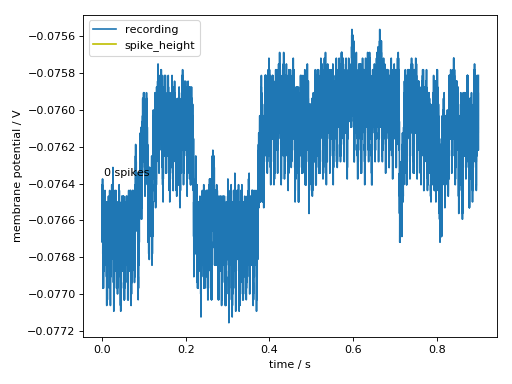 recording
spike_height
−0.0756
−0.0758
−0.0760
−0.0762
−0.0764
−0.0766
−0.0768
−0.0770
−0.0772
membrane potential / V
0 spikes
0.0 0.2 0.4 0.6 0.8
time / s